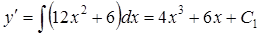 y′ = ∫(12x² + 6)dx = 4x³ + 6x + C₁